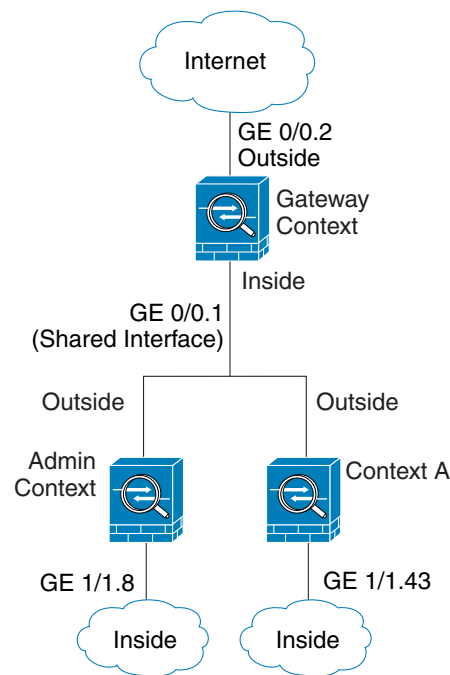 Internet
GE 0/0.2
Outside
Gateway
Context
Inside
GE 0/0.1
(Shared Interface)
Outside
Outside
Admin
Context
Context A
GE 1/1.8
GE 1/1.43
Inside
Inside